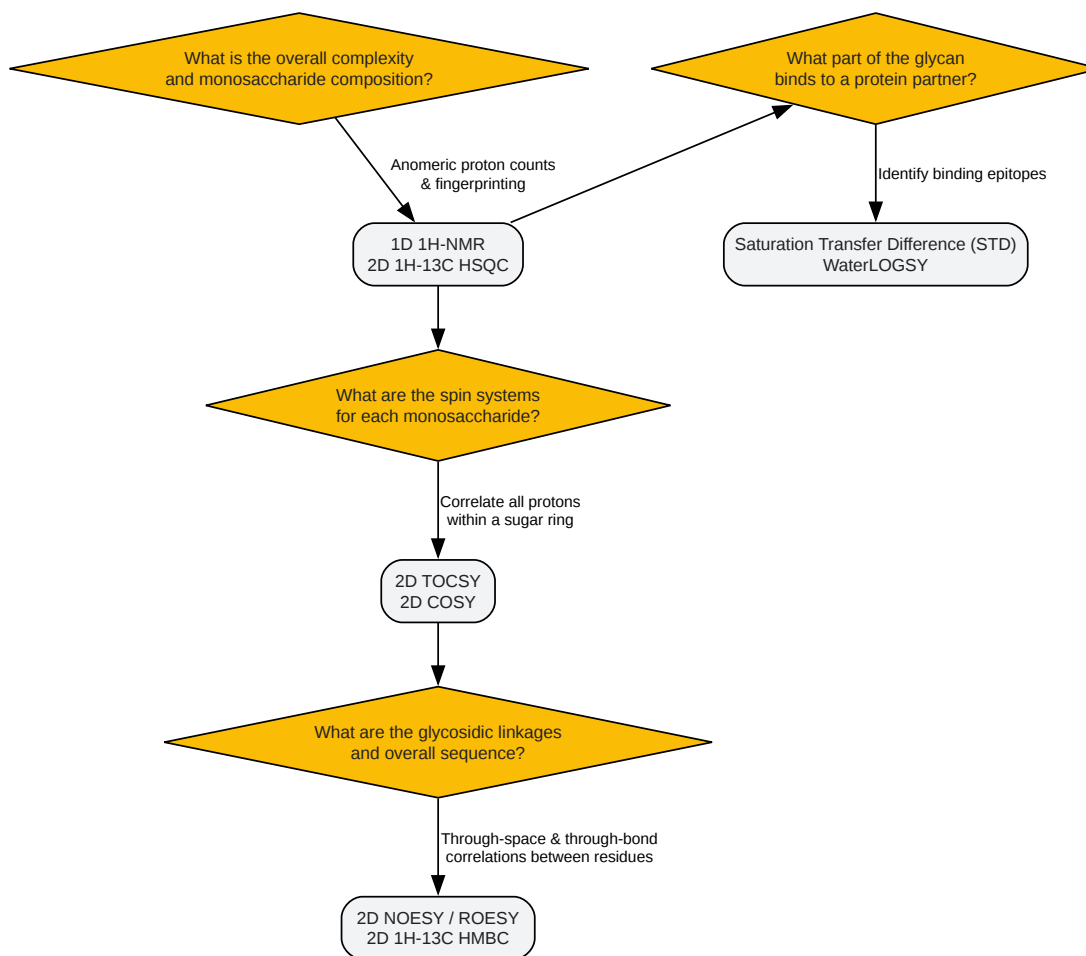 What is the overall complexity
and monosaccharide composition?
What part of the glycan
binds to a protein partner?
Anomeric proton counts
& fingerprinting
Identify binding epitopes
1D 1H-NMR
2D 1H-13C HSQC
Saturation Transfer Difference (STD)
WaterLOGSY
What are the spin systems
for each monosaccharide?
Correlate all protons
within a sugar ring
2D TOCSY
2D COSY
What are the glycosidic linkages
and overall sequence?
Through-space & through-bond
correlations between residues
2D NOESY / ROESY
2D 1H-13C HMBC